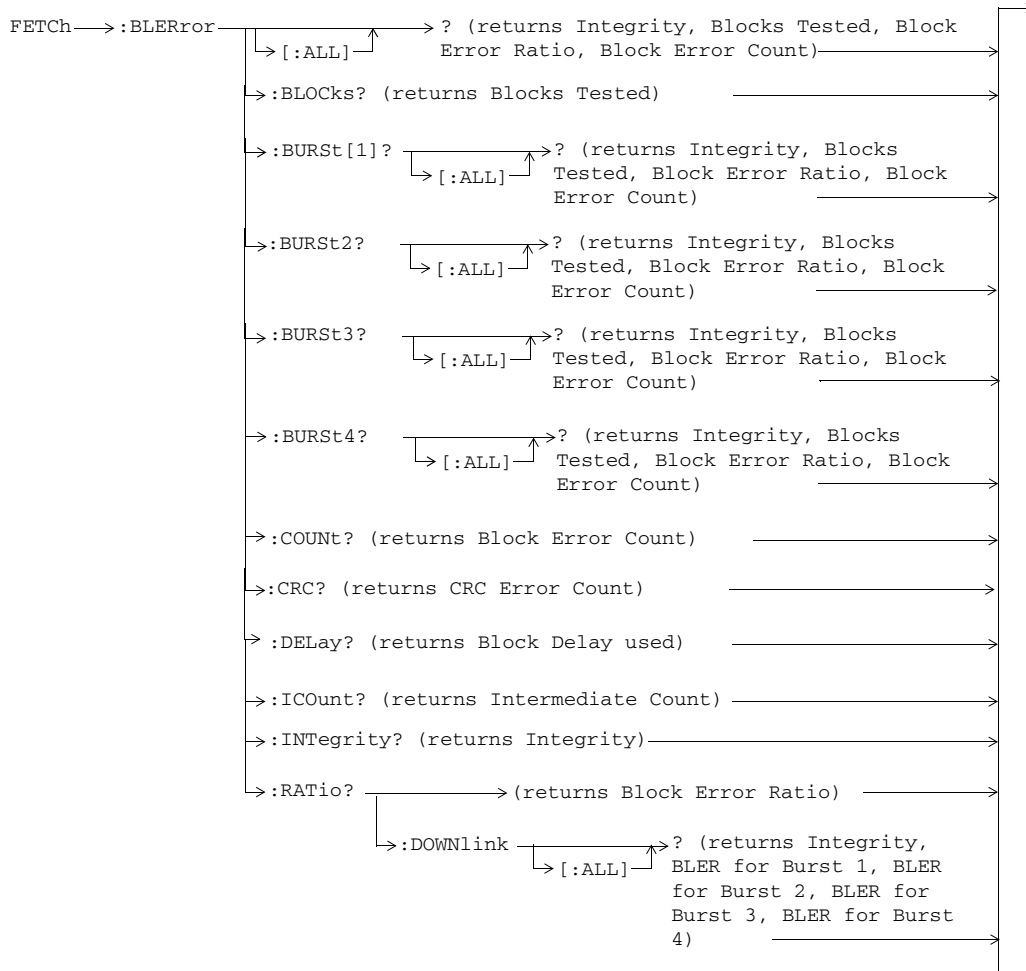 FETCh :BLERror ? (returns Integrity, Blocks Tested, Block
[:ALL] Error Ratio, Block Error Count)
:BLOCks? (returns Blocks Tested)
:BURSt[1]? ? (returns Integrity, Blocks
[:ALL] Tested, Block Error Ratio, Block
Error Count)
:BURSt2? ? (returns Integrity, Blocks
[:ALL] Tested, Block Error Ratio, Block
Error Count)
:BURSt3? ? (returns Integrity, Blocks
[:ALL] Tested, Block Error Ratio, Block
Error Count)
:BURSt4? ? (returns Integrity, Blocks
[:ALL] Tested, Block Error Ratio, Block
Error Count)
:COUNt? (returns Block Error Count)
:CRC? (returns CRC Error Count)
:DELay? (returns Block Delay used)
:ICOunt? (returns Intermediate Count)
:INTegrity? (returns Integrity)
:RATio? (returns Block Error Ratio)
:DOWNlink ? (returns Integrity,
[:ALL] BLER for Burst 1, BLER
for Burst 2, BLER for
Burst 3, BLER for Burst
4)